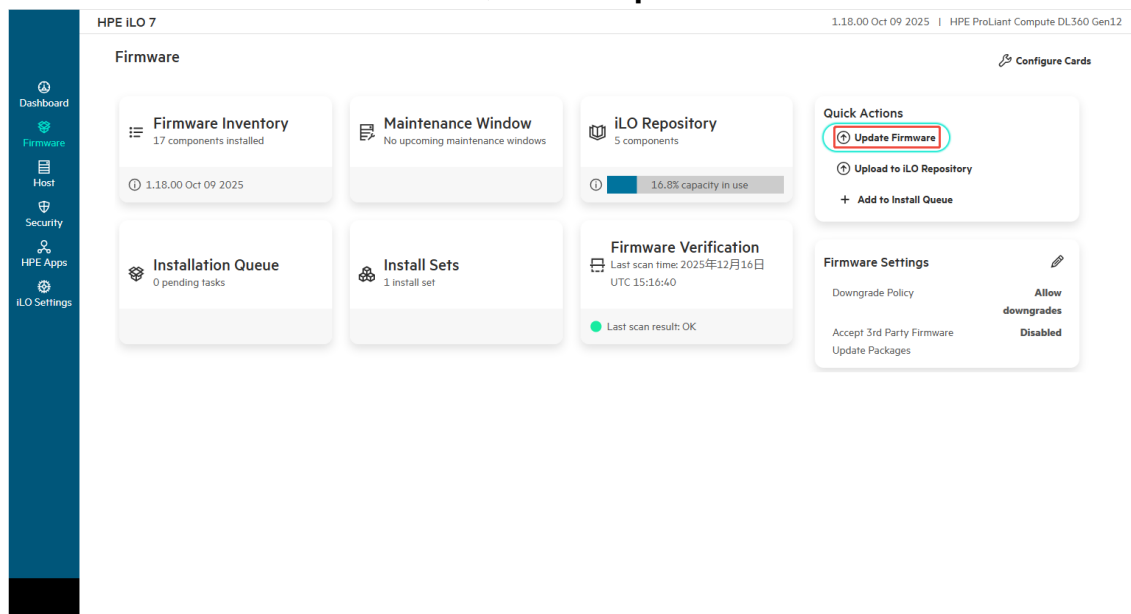 HPE iLO 7
1.18.00 Oct 09 2025 | HPE ProLiant Compute DL360 Gen12
Firmware
Configure Cards
Dashboard
Firmware
Host
Security
HPE Apps
iLO Settings
Firmware Inventory
17 components installed
1.18.00 Oct 09 2025
Maintenance Window
No upcoming maintenance windows
iLO Repository
5 components
16.8% capacity in use
Installation Queue
0 pending tasks
Install Sets
1 install set
Firmware Verification
Last scan time: 2025年12月16日
UTC 15:16:40
Last scan result: OK
Quick Actions
Update Firmware
Upload to iLO Repository
Add to Install Queue
Firmware Settings
Downgrade Policy Allow
downgrades
Accept 3rd Party Firmware Disabled
Update Packages